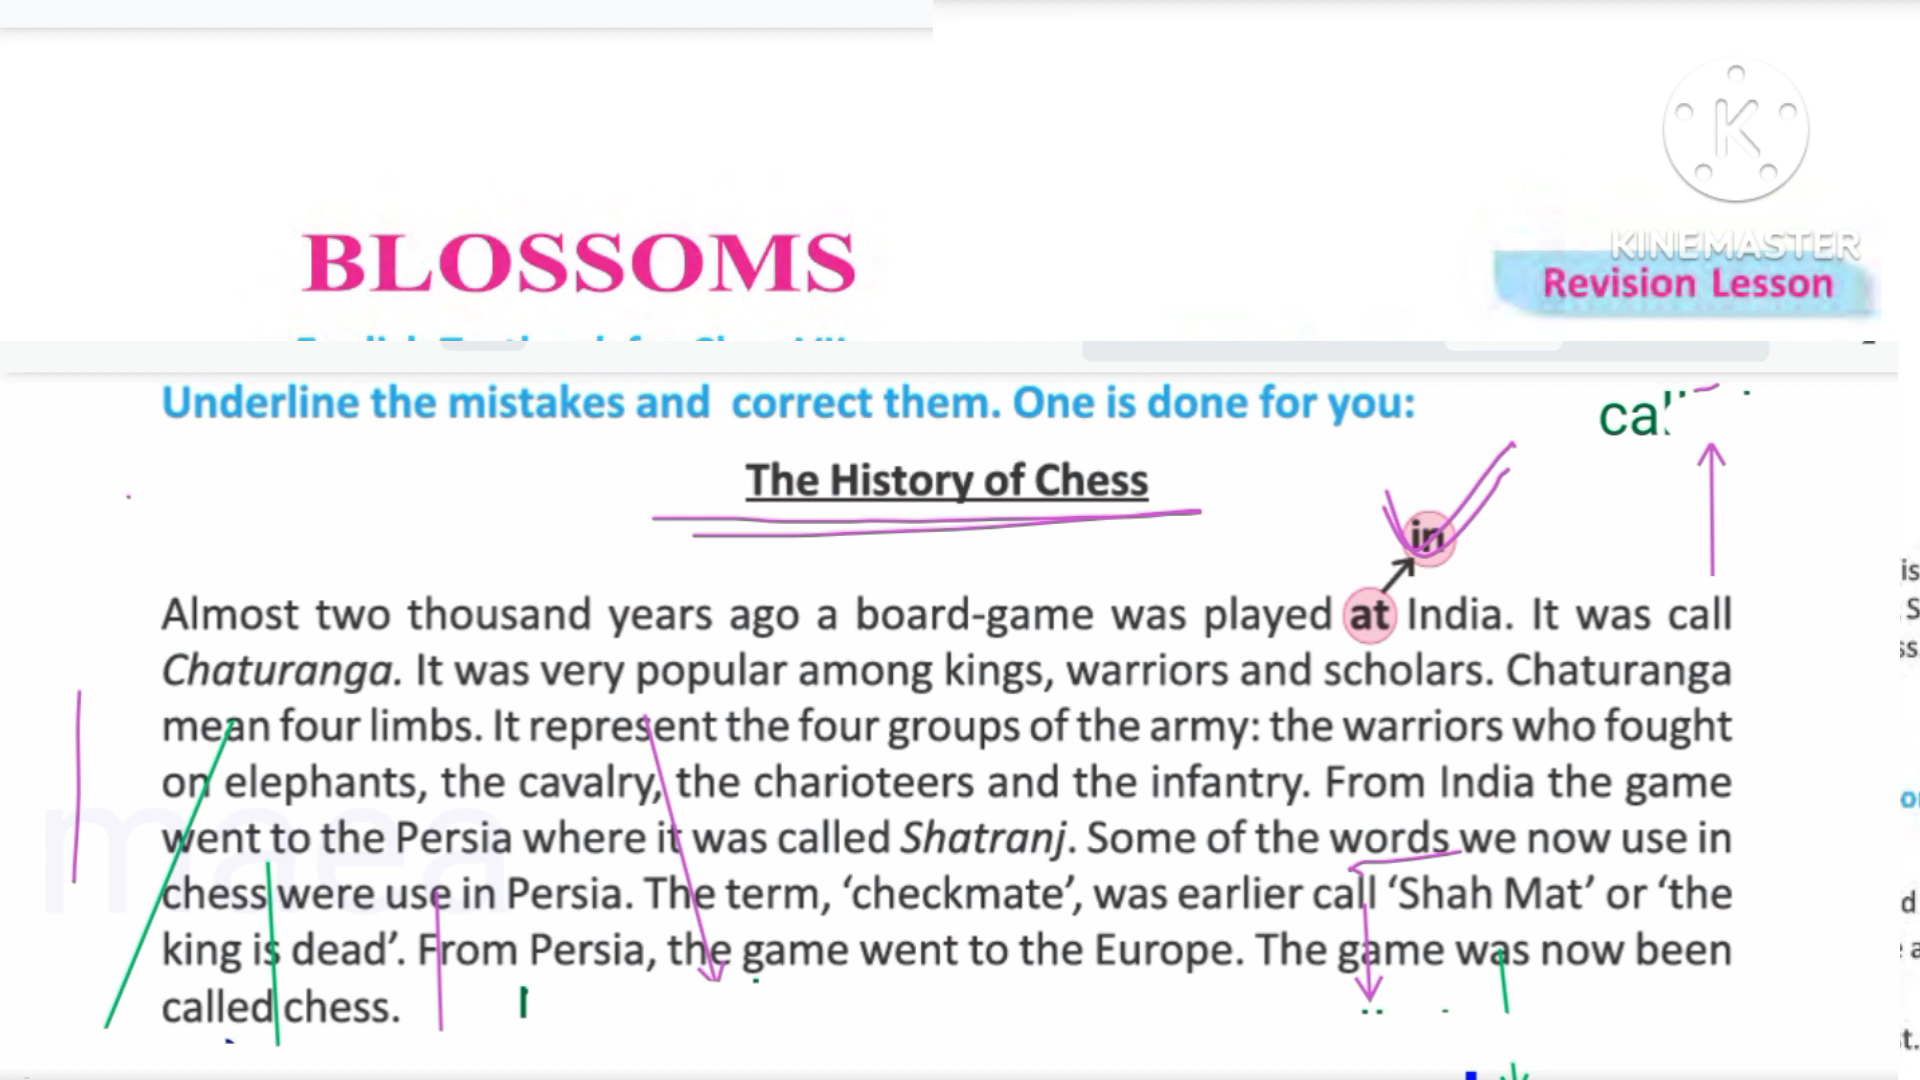 BLOSSOMS
KINEMASTER
Revision Lesson
Underline the mistakes and correct them. One is done for you:
The History of Chess
in
Almost two thousand years ago a board-game was played at India. It was call
Chaturanga. It was very popular among kings, warriors and scholars. Chaturanga
mean four limbs. It represent the four groups of the army: the warriors who fought
on elephants, the cavalry, the charioteers and the infantry. From India the game
went to the Persia where it was called Shatranj. Some of the words we now use in
chess were use in Persia. The term, ‘checkmate’, was earlier call ‘Shah Mat’ or ‘the
king is dead’. From Persia, the game went to the Europe. The game was now been
called chess.